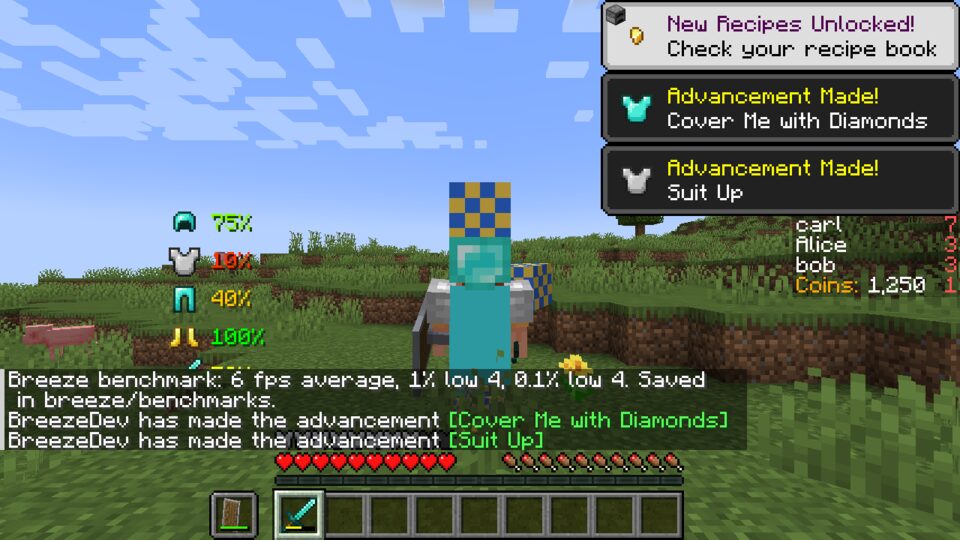 New Recipes Unlocked!
Check your recipe book
Advancement Made!
Cover Me with Diamonds
Advancement Made!
Suit Up
carl 7
Alice 3
bob 3
Coins: 1,250 1
75%
10%
40%
100%
Breeze benchmark: 6 fps average, 1% low 4, 0.1% low 4. Saved
in breeze/benchmarks.
BreezeDev has made the advancement [Cover Me with Diamonds]
BreezeDev has made the advancement [Suit Up]